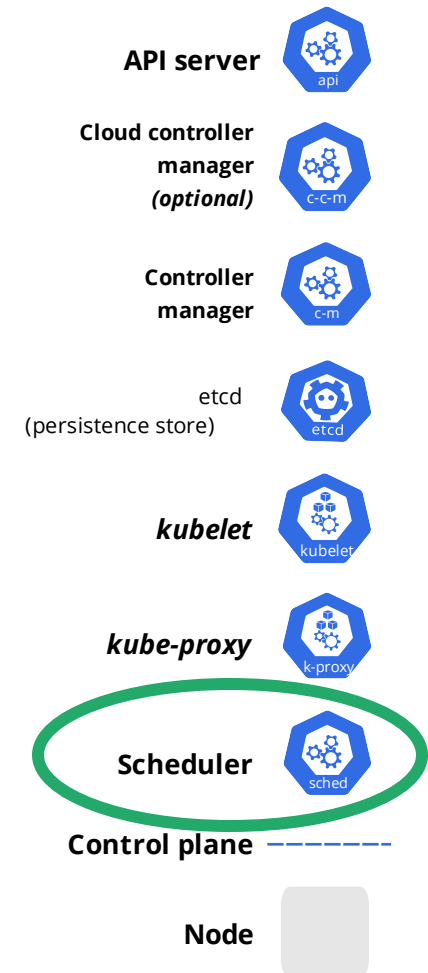 API server
api
Cloud controller
manager
(optional)
c-c-m
Controller
manager
c-m
etcd
(persistence store)
etcd
kubelet
kubelet
kube-proxy
k-proxy
Scheduler
sched
Control plane
Node